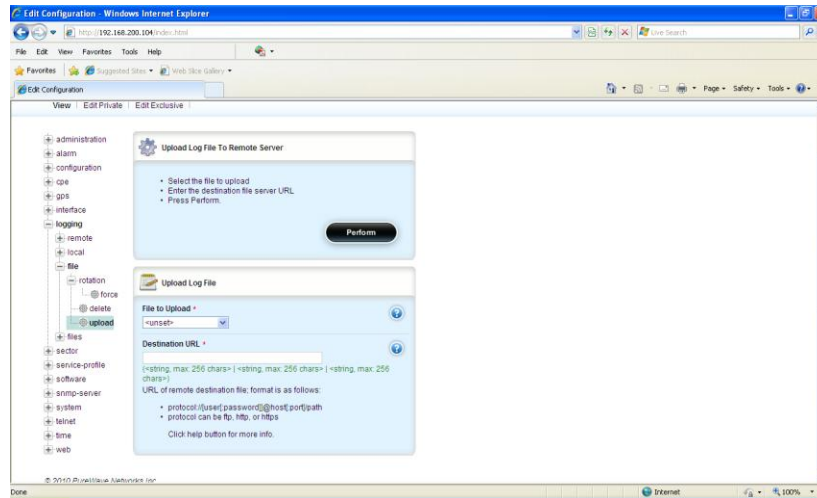 Edit Configuration - Windows Internet Explorer
http://192.168.200.104/index.html
Live Search
File Edit View Favorites Tools Help
Favorites
Suggested Sites
Web Slice Gallery
Edit Configuration
Page
Safety
Tools
View | Edit Private | Edit Exclusive
administration
alarm
configuration
cpe
gps
interface
logging
remote
local
file
rotation
force
delete
upload
files
sector
service-profile
software
snmp-server
system
telnet
time
web
Upload Log File To Remote Server
• Select the file to upload
• Enter the destination file server URL
• Press Perform.
Perform
Upload Log File
File to Upload *
<unset>
Destination URL *
(<string, max: 256 chars> | <string, max: 256 chars> | <string, max: 256
chars>)
URL of remote destination file; format is as follows:
• protocol://[user[:password]]@host[:port]/path
• protocol can be ftp, http, or https
Click help button for more info.
© 2010 PureWave Networks Inc
Done
Internet
100%